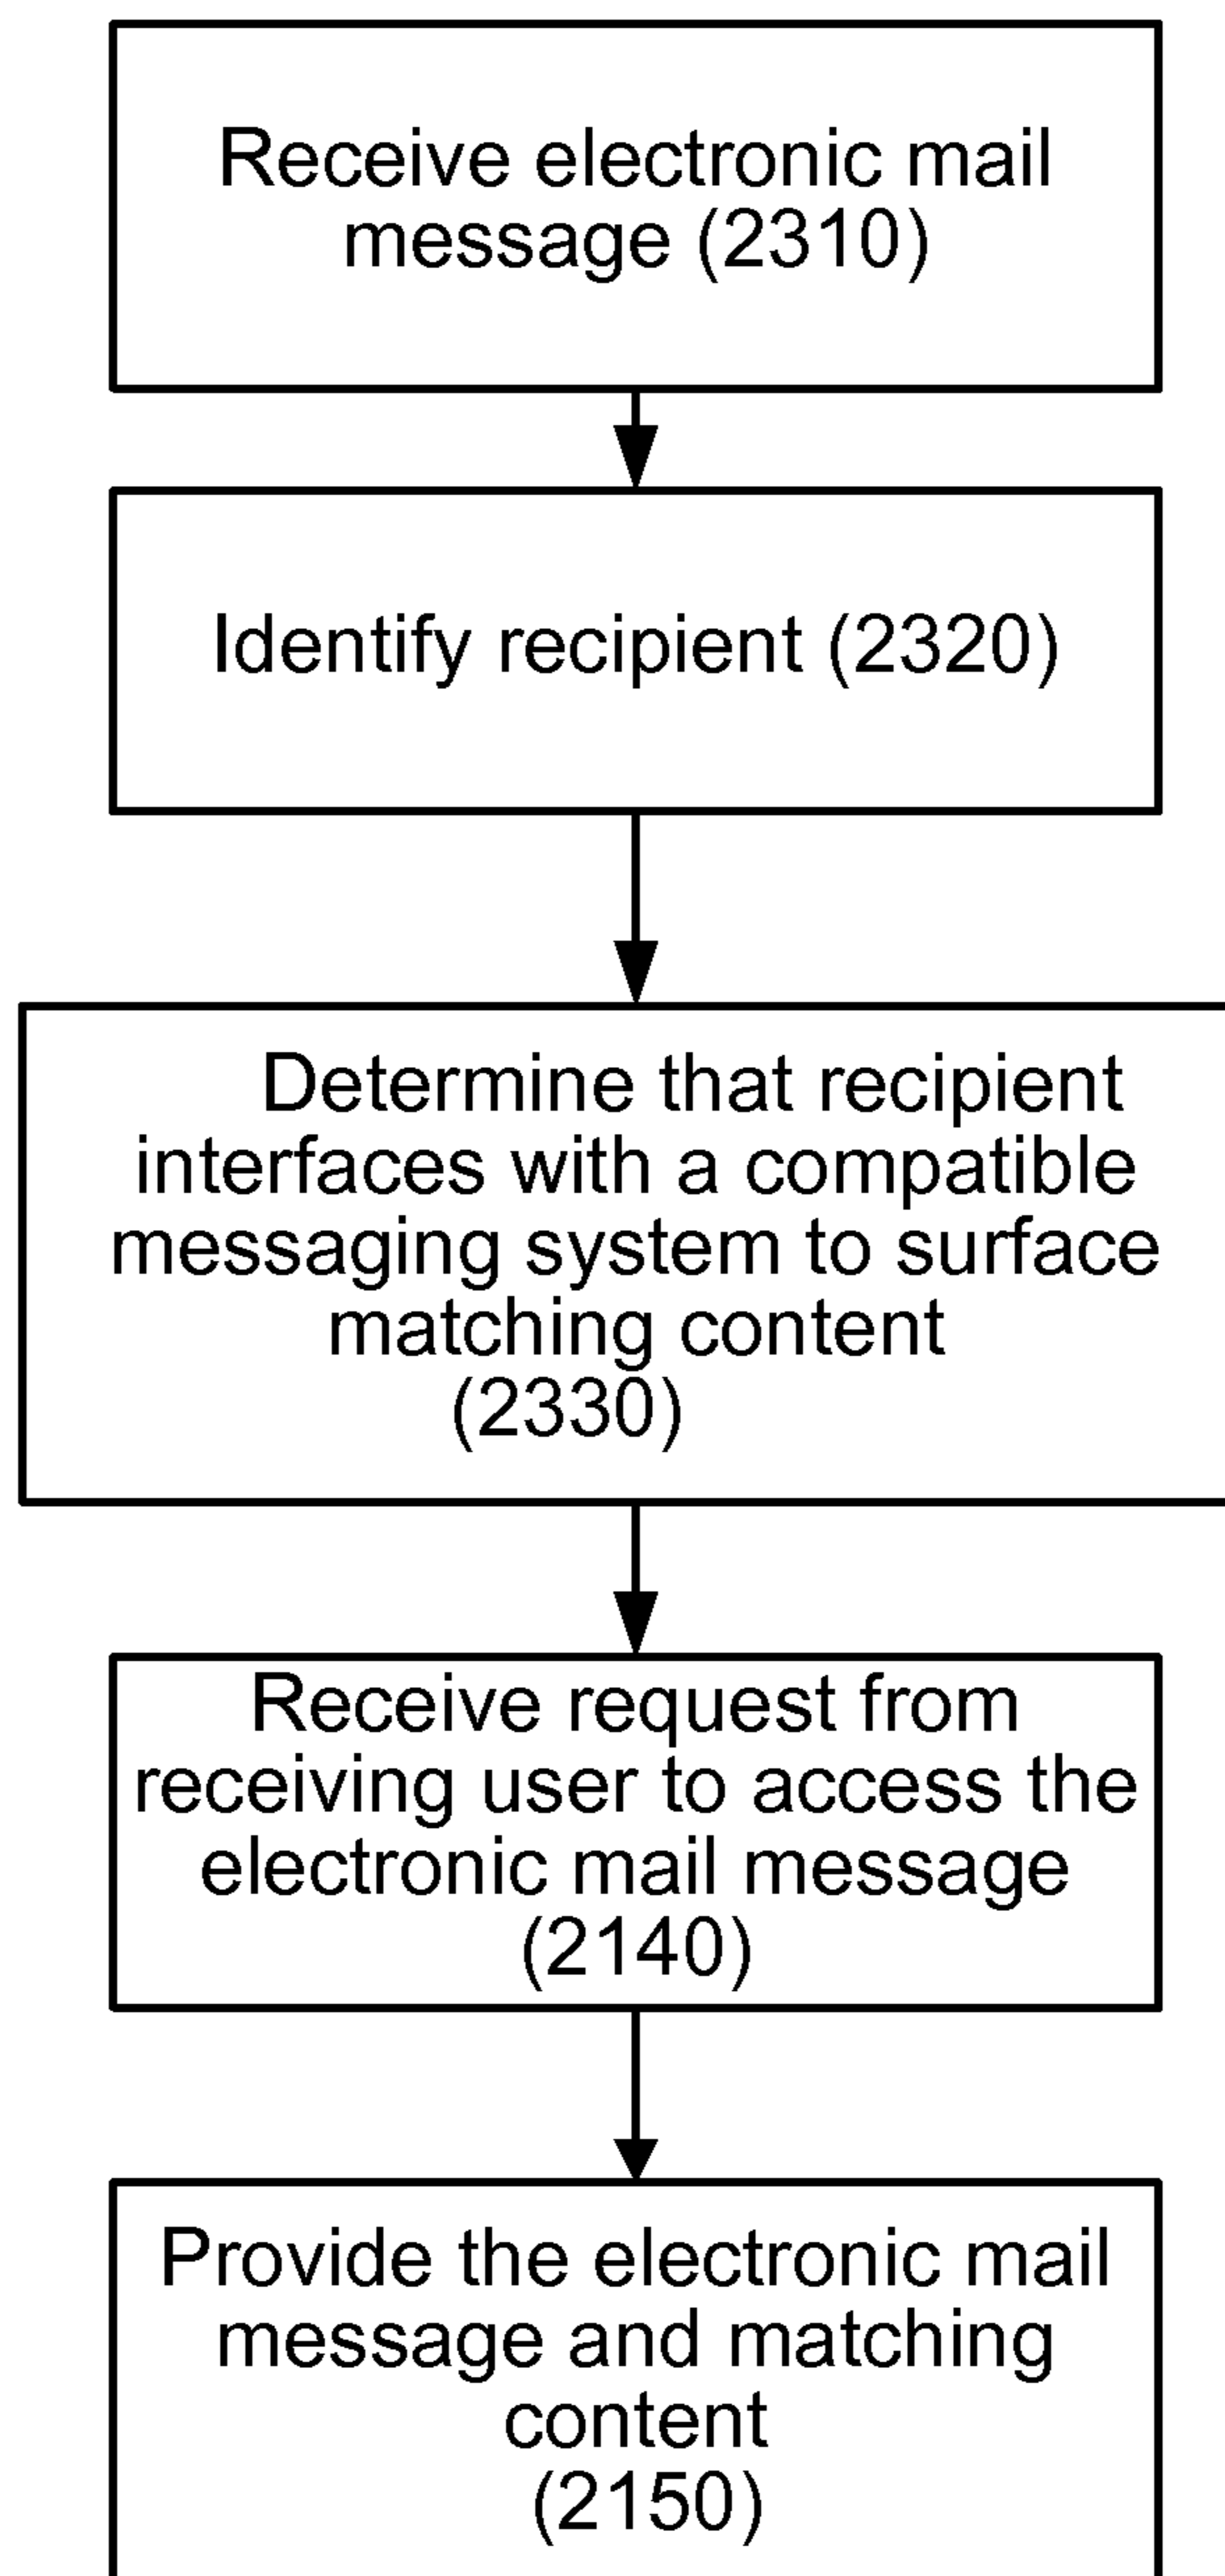 Receive electronic mail
message (2310)
Identify recipient (2320)
Determine that recipient
interfaces with a compatible
messaging system to surface
matching content
(2330)
Receive request from
receiving user to access the
electronic mail message
(2140)
Provide the electronic mail
message and matching
content
(2150)